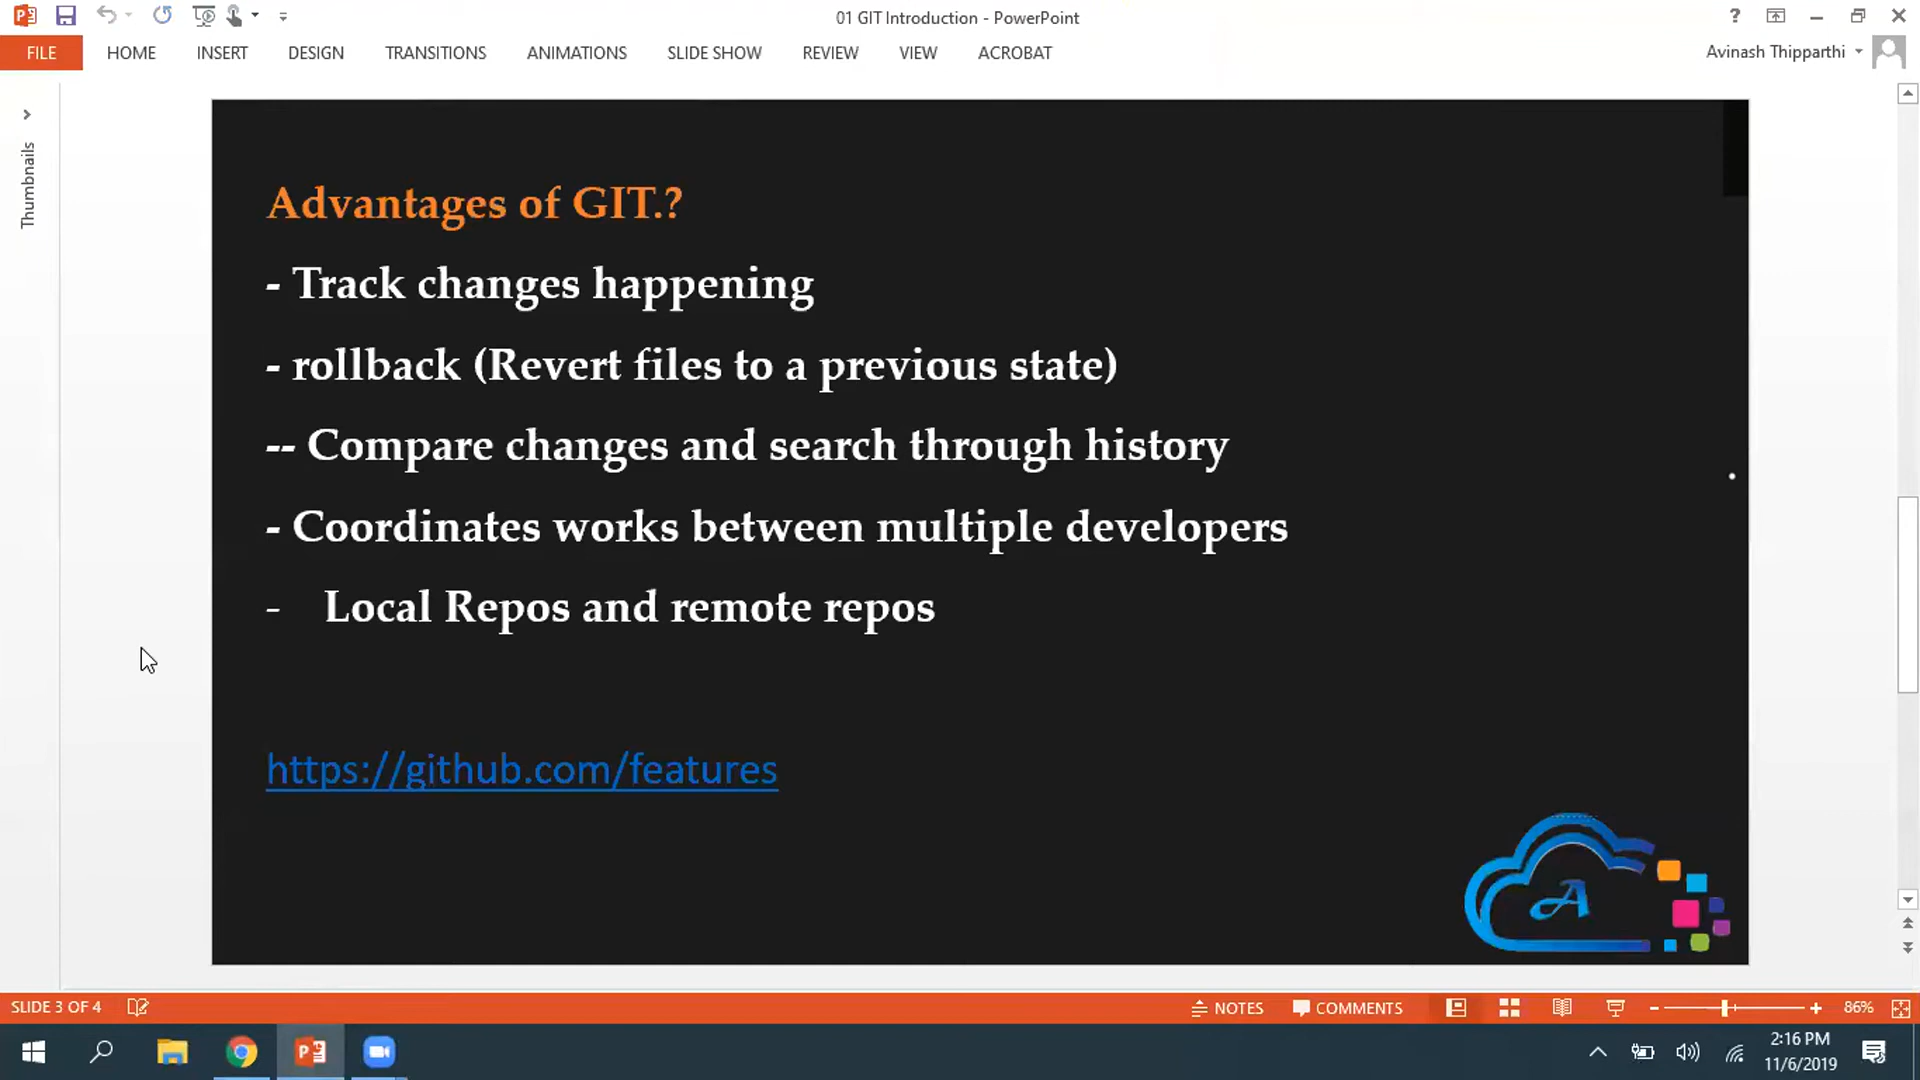 01 GIT Introduction - PowerPoint
?
FILE HOME INSERT DESIGN TRANSITIONS ANIMATIONS SLIDE SHOW REVIEW VIEW ACROBAT Avinash Thipparthi
Thumbnails
Advantages of GIT.?
- Track changes happening
- rollback (Revert files to a previous state)
-- Compare changes and search through history
- Coordinates works between multiple developers
- Local Repos and remote repos
https://github.com/features
A
SLIDE 3 OF 4 NOTES COMMENTS 86%
2:16 PM
11/6/2019